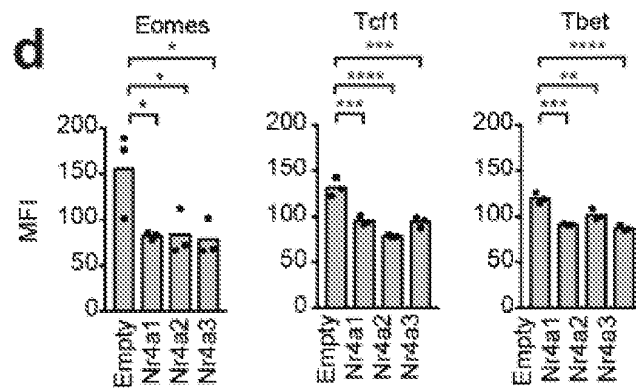 d
Eomes
*
*
*
MFI
200
150
100
50
0
Empty
Nr4a1
Nr4a2
Nr4a3
Tcf1
***
****
***
200
150
100
50
0
Empty
Nr4a1
Nr4a2
Nr4a3
Tbet
****
**
***
200
150
100
50
0
Empty
Nr4a1
Nr4a2
Nr4a3